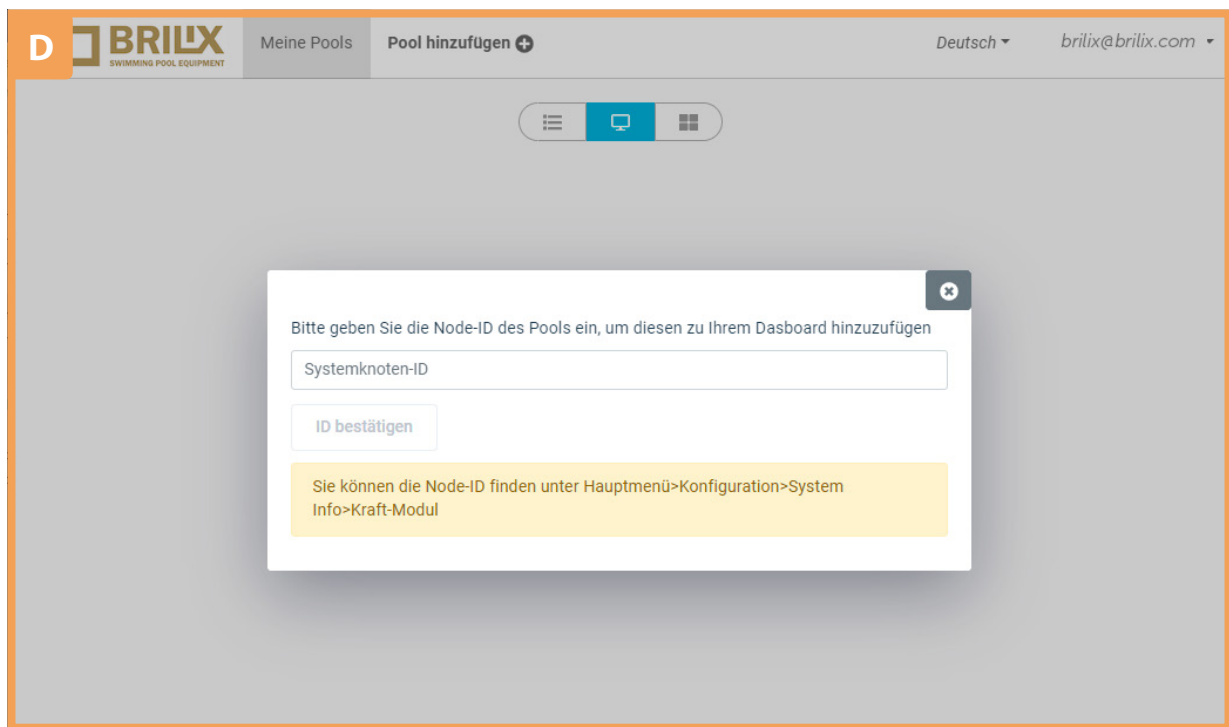 D
BRILIX
SWIMMING POOL EQUIPMENT
Meine Pools
Pool hinzufügen
Deutsch
brilix@brilix.com
Bitte geben Sie die Node-ID des Pools ein, um diesen zu Ihrem Dasboard hinzuzufügen
Systemknoten-ID
ID bestätigen
Sie können die Node-ID finden unter Hauptmenü>Konfiguration>System
Info>Kraft-Modul